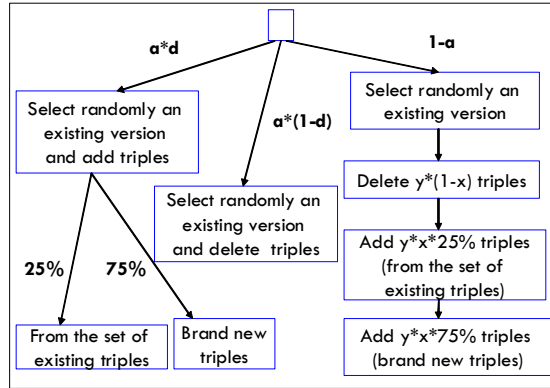 a*d
1-a
Select randomly an
existing version
and add triples
a*(1-d)
Select randomly an
existing version
Delete y*(1-x) triples
Select randomly an
existing version
and delete triples
Add y*x*25% triples
(from the set of
existing triples)
25%
75%
From the set of
existing triples
Brand new
triples
Add y*x*75% triples
(brand new triples)